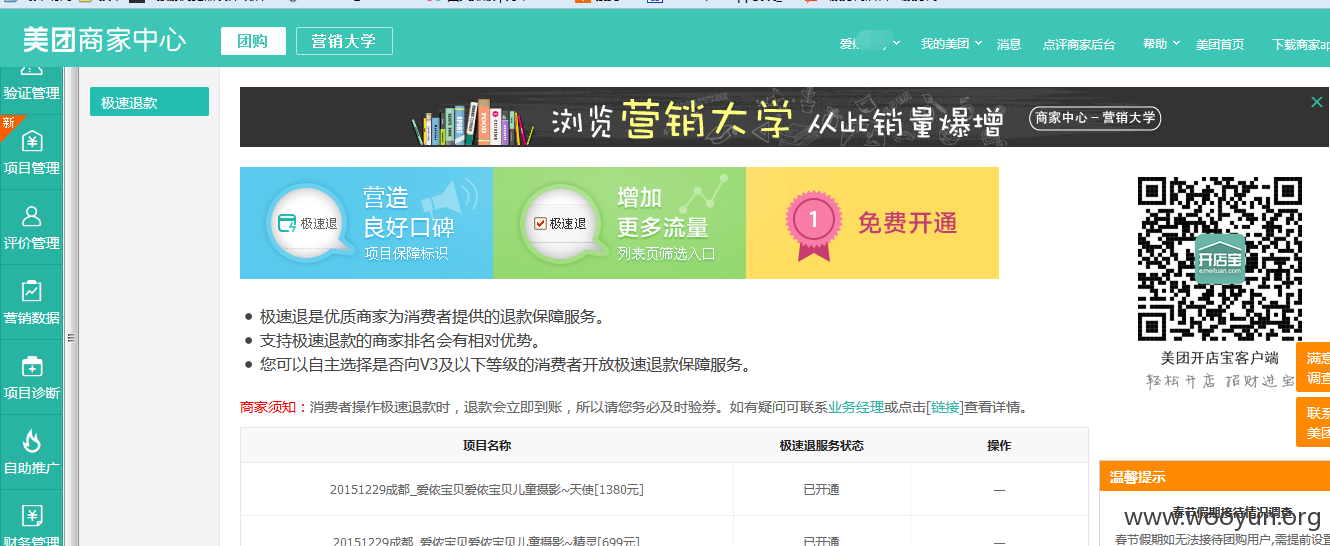 美团商家中心 团购 营销大学
我的美团 消息 点评商家后台 帮助 美团首页 下载商家ap
验证管理
新
项目管理
评价管理
营销数据
项目诊断
自助推广
财务管理
极速退款
浏览营销大学 从此销量爆增
商家中心 – 营销大学
极速退
营造
良好口碑
项目保障标识
极速退
增加
更多流量
列表页筛选入口
1
免费开通
• 极速退是优质商家为消费者提供的退款保障服务。
• 支持极速退款的商家排名会有相对优势。
• 您可以自主选择是否向V3及以下等级的消费者开放极速退款保障服务。
商家须知：消费者操作极速退款时，退款会立即到账，所以请您务必及时验券。如有疑问可联系业务经理或点击[链接]查看详情。
项目名称 极速退服务状态 操作
20151229成都_爱侬宝贝爱侬宝贝儿童摄影~天使[1380元] 已开通 —
20151229成都_爱侬宝贝爱侬宝贝儿童摄影~精灵[699元] 已开通 —
开店宝
e.meituan.com
美团开店宝客户端
轻松开店 招财进宝
满意
调查
联系
美团
温馨提示
春节假期接待情况调查
春节假期如无法接待团购用户,需提前设置
www.wooyun.org